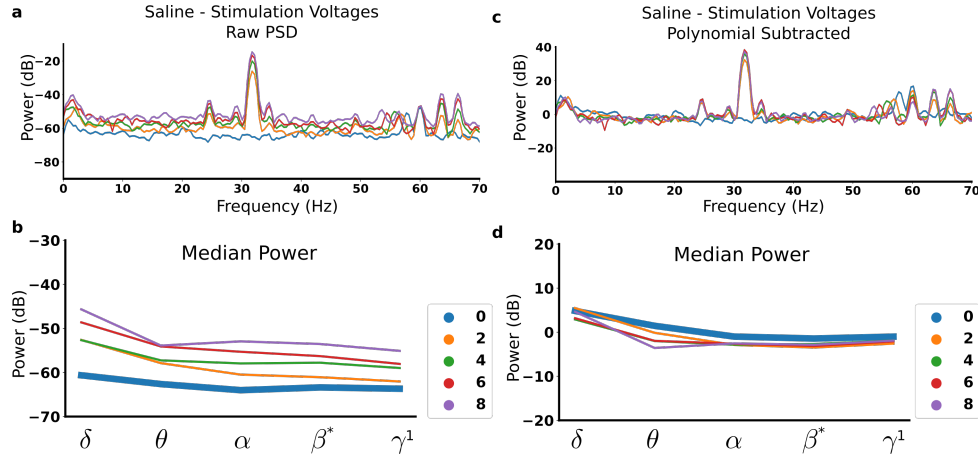 a
Saline - Stimulation Voltages
Raw PSD
Power (dB)
−20
−40
−60
−80
0 10 20 30 40 50 60 70
Frequency (Hz)
c
Saline - Stimulation Voltages
Polynomial Subtracted
Power (dB)
40
20
0
−20
0 10 20 30 40 50 60 70
Frequency (Hz)
b
Median Power
Power (dB)
−30
−40
−50
−60
−70
δ θ α β* γ¹
0
2
4
6
8
d
Median Power
Power (dB)
20
10
0
−10
−20
δ θ α β* γ¹
0
2
4
6
8